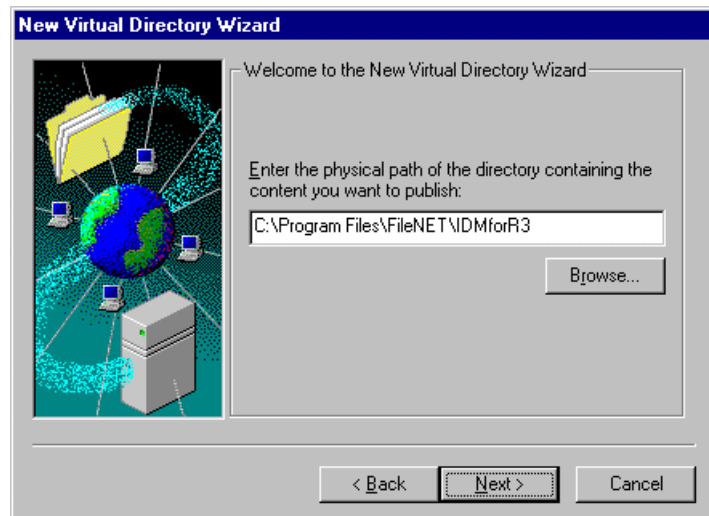 New Virtual Directory Wizard
Welcome to the New Virtual Directory Wizard
Enter the physical path of the directory containing the
content you want to publish:
C:\Program Files\FileNET\IDMforR3
Browse...
< Back
Next >
Cancel